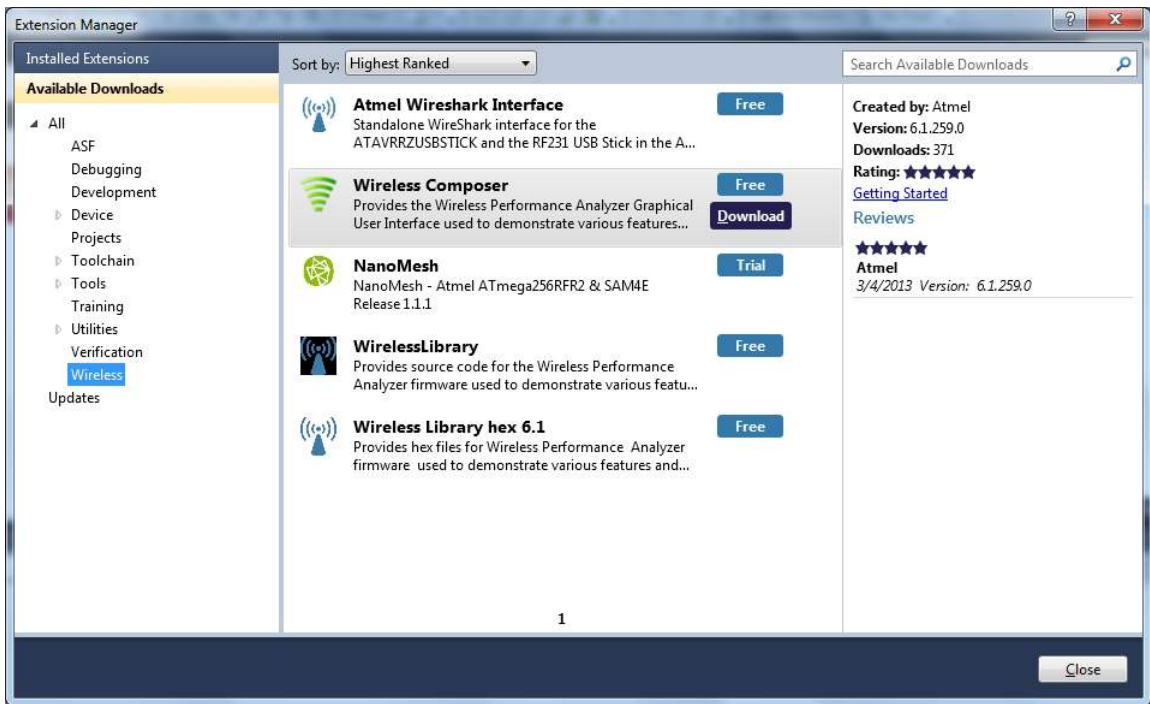 Extension Manager
Installed Extensions
Available Downloads
All
ASF
Debugging
Development
Device
Projects
Toolchain
Tools
Training
Utilities
Verification
Wireless
Updates
Sort by: Highest Ranked
Atmel Wireshark Interface
Free
Standalone WireShark interface for the
ATAVRRZUSBSTICK and the RF231 USB Stick in the A...
Wireless Composer
Free
Provides the Wireless Performance Analyzer Graphical
User Interface used to demonstrate various features...
Download
NanoMesh
Trial
NanoMesh - Atmel ATmega256RFR2 & SAM4E
Release 1.1.1
WirelessLibrary
Free
Provides source code for the Wireless Performance
Analyzer firmware used to demonstrate various featu...
Wireless Library hex 6.1
Free
Provides hex files for Wireless Performance Analyzer
firmware used to demonstrate various features and...
1
Search Available Downloads
Created by: Atmel
Version: 6.1.259.0
Downloads: 371
Rating: ★★★★★
Getting Started
Reviews
★★★★★
Atmel
3/4/2013 Version: 6.1.259.0
Close